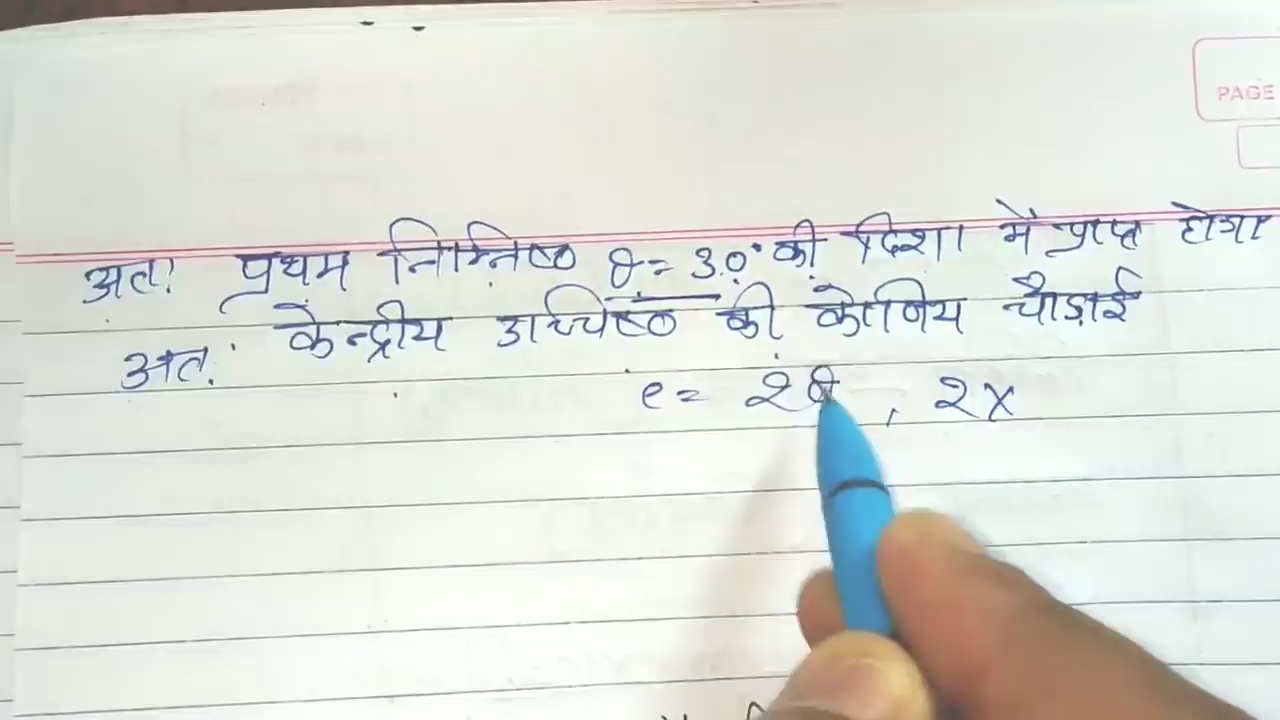 PAGE
अतः प्रथम निम्निष्ठ θ = 30° की दिशा में प्राप्त होगा
अतः केन्द्रीय उच्चिष्ठ की कोणिय चौड़ाई
e = 2θ , 2x